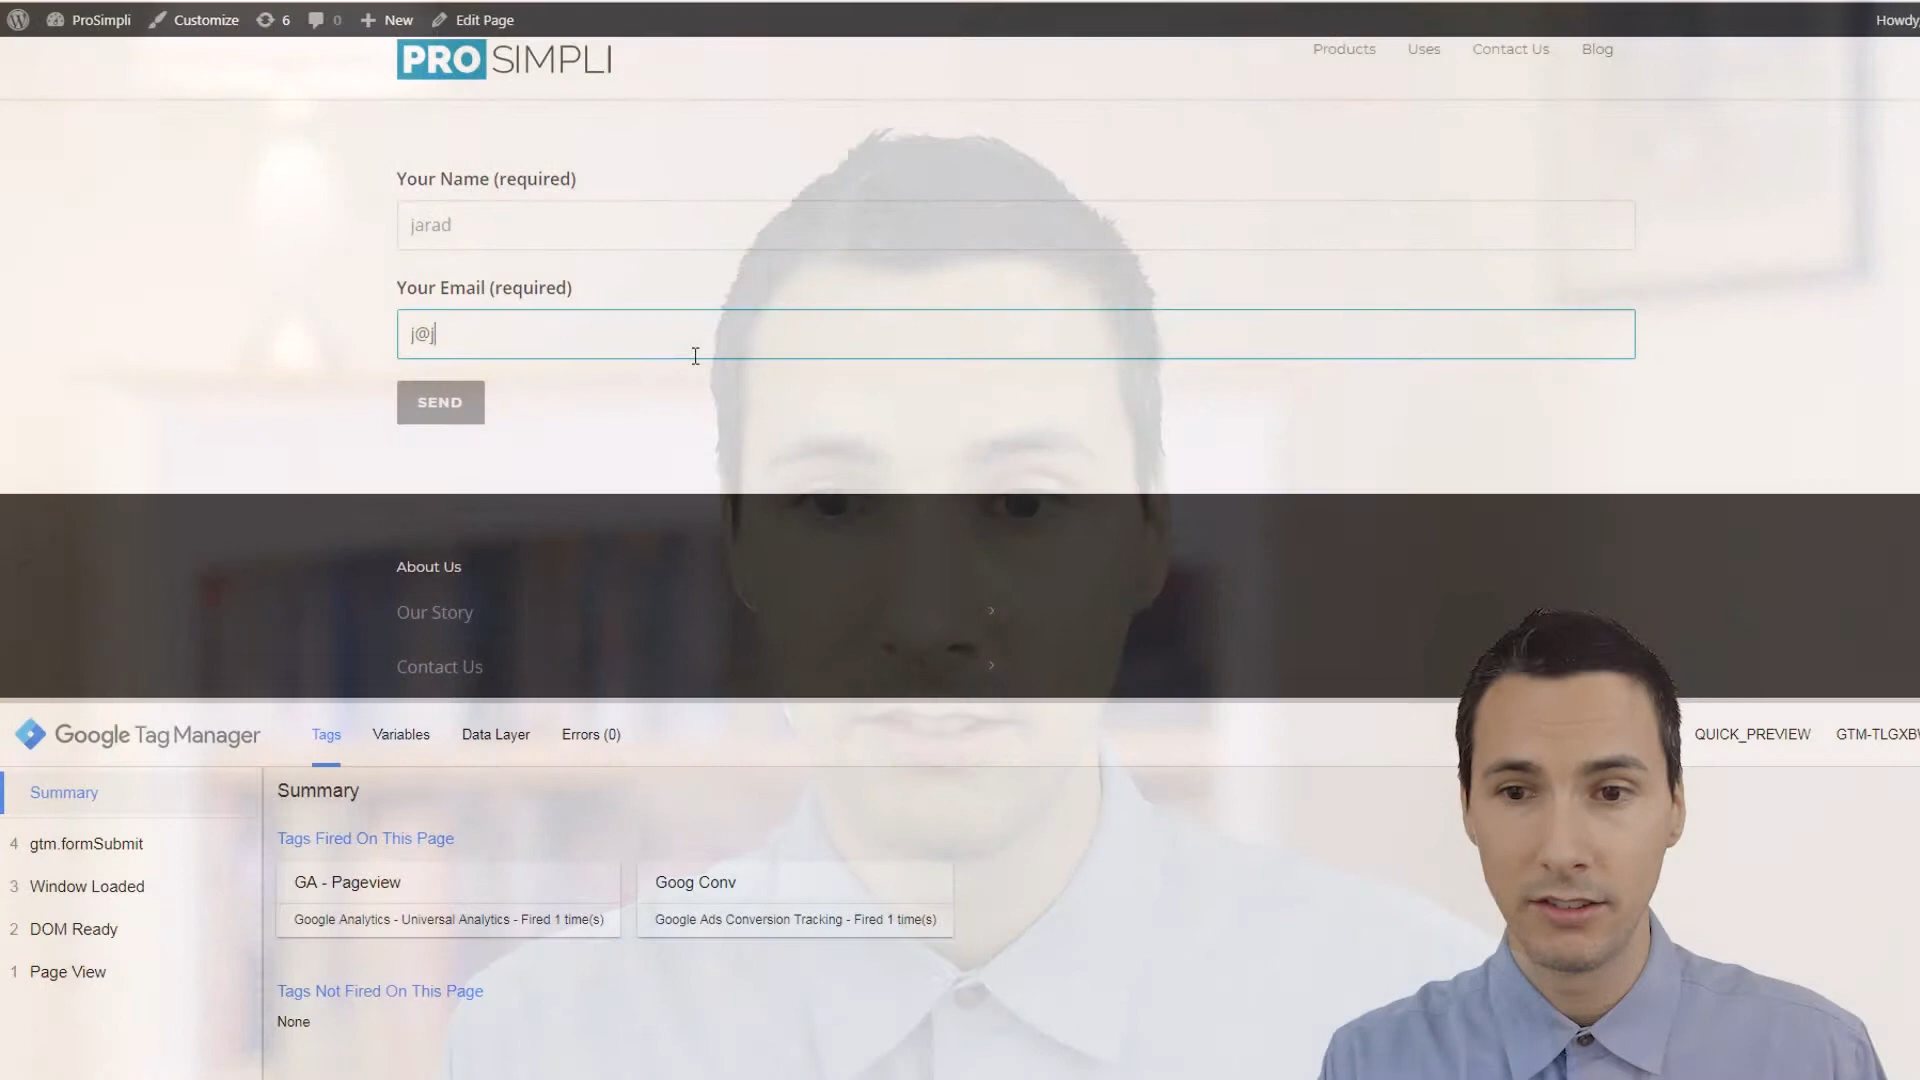 ProSimpli Customize 6 0 New Edit Page Howdy
PRO SIMPLI Products Uses Contact Us Blog
Your Name (required)
jarad
Your Email (required)
j@j
SEND
About Us
Our Story
Contact Us
Google Tag Manager Tags Variables Data Layer Errors (0) QUICK_PREVIEW GTM-TLGXBW
Summary
4 gtm.formSubmit
3 Window Loaded
2 DOM Ready
1 Page View
Summary
Tags Fired On This Page
GA - Pageview
Google Analytics - Universal Analytics - Fired 1 time(s)
Goog Conv
Google Ads Conversion Tracking - Fired 1 time(s)
Tags Not Fired On This Page
None